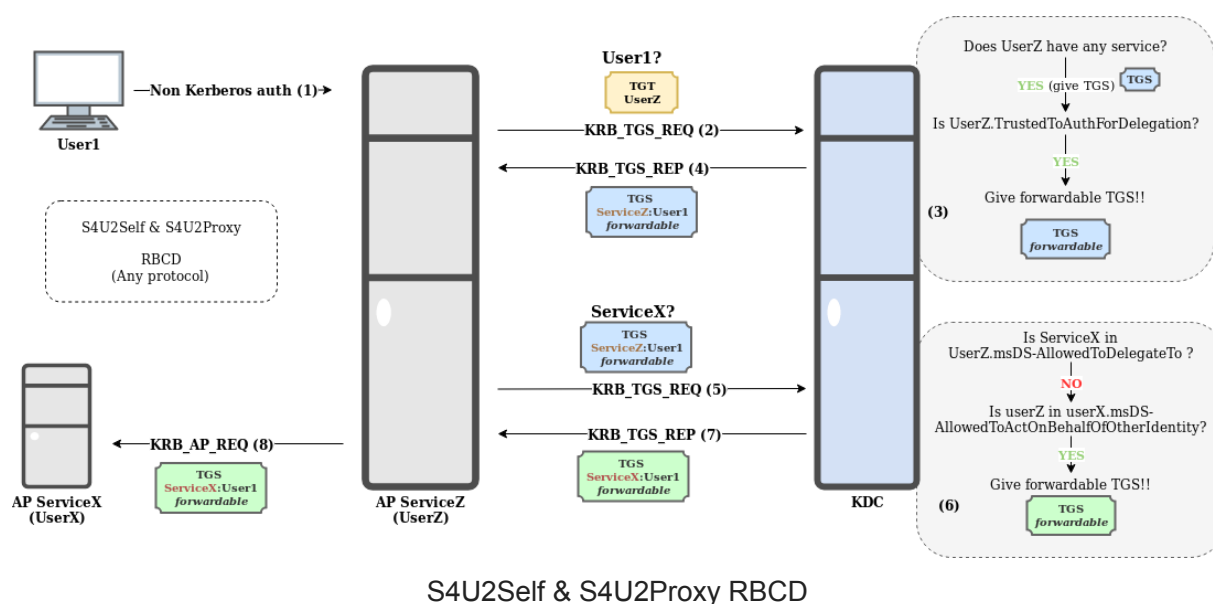 User1
Non Kerberos auth (1)
S4U2Self & S4U2Proxy
RBCD
(Any protocol)
AP ServiceX
(UserX)
KRB_AP_REQ (8)
TGS
ServiceX:User1
forwardable
AP ServiceZ
(UserZ)
User1?
TGT
UserZ
KRB_TGS_REQ (2)
KRB_TGS_REP (4)
TGS
ServiceZ:User1
forwardable
ServiceX?
TGS
ServiceZ:User1
forwardable
KRB_TGS_REQ (5)
KRB_TGS_REP (7)
TGS
ServiceX:User1
forwardable
KDC
Does UserZ have any service?
YES (give TGS)
TGS
Is UserZ.TrustedToAuthForDelegation?
YES
Give forwardable TGS!!
(3)
TGS
forwardable
Is ServiceX in
UserZ.msDS-AllowedToDelegateTo ?
NO
Is userZ in userX.msDS-
AllowedToActOnBehalfOfOtherIdentity?
YES
Give forwardable TGS!!
(6)
TGS
forwardable
S4U2Self & S4U2Proxy RBCD